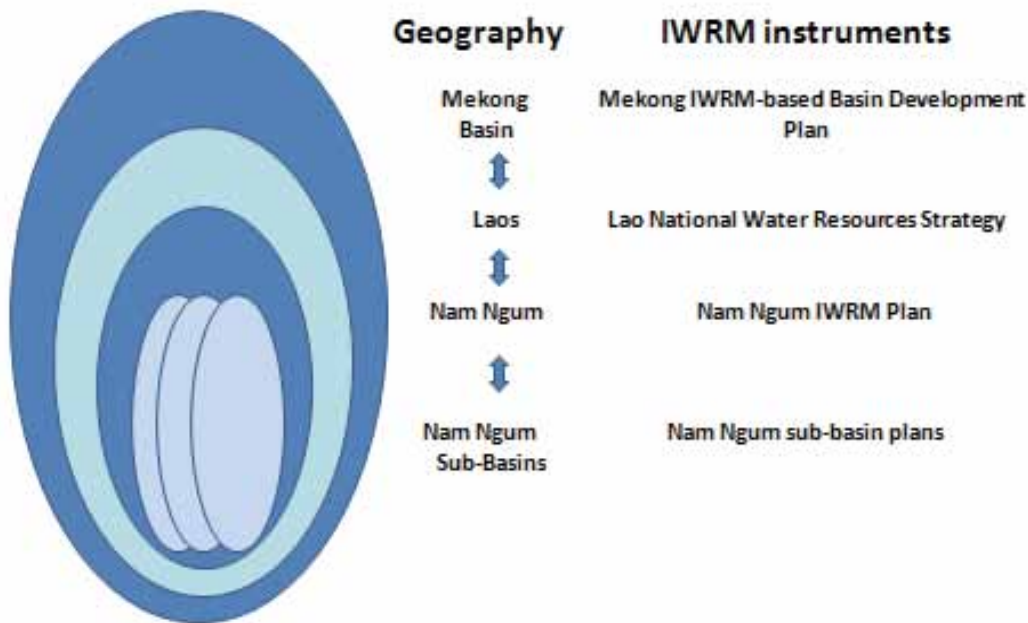 Geography IWRM instruments
Mekong Mekong IWRM-based Basin Development
Basin Plan
Laos Lao National Water Resources Strategy
Nam Ngum Nam Ngum IWRM Plan
Nam Ngum Nam Ngum sub-basin plans
Sub-Basins